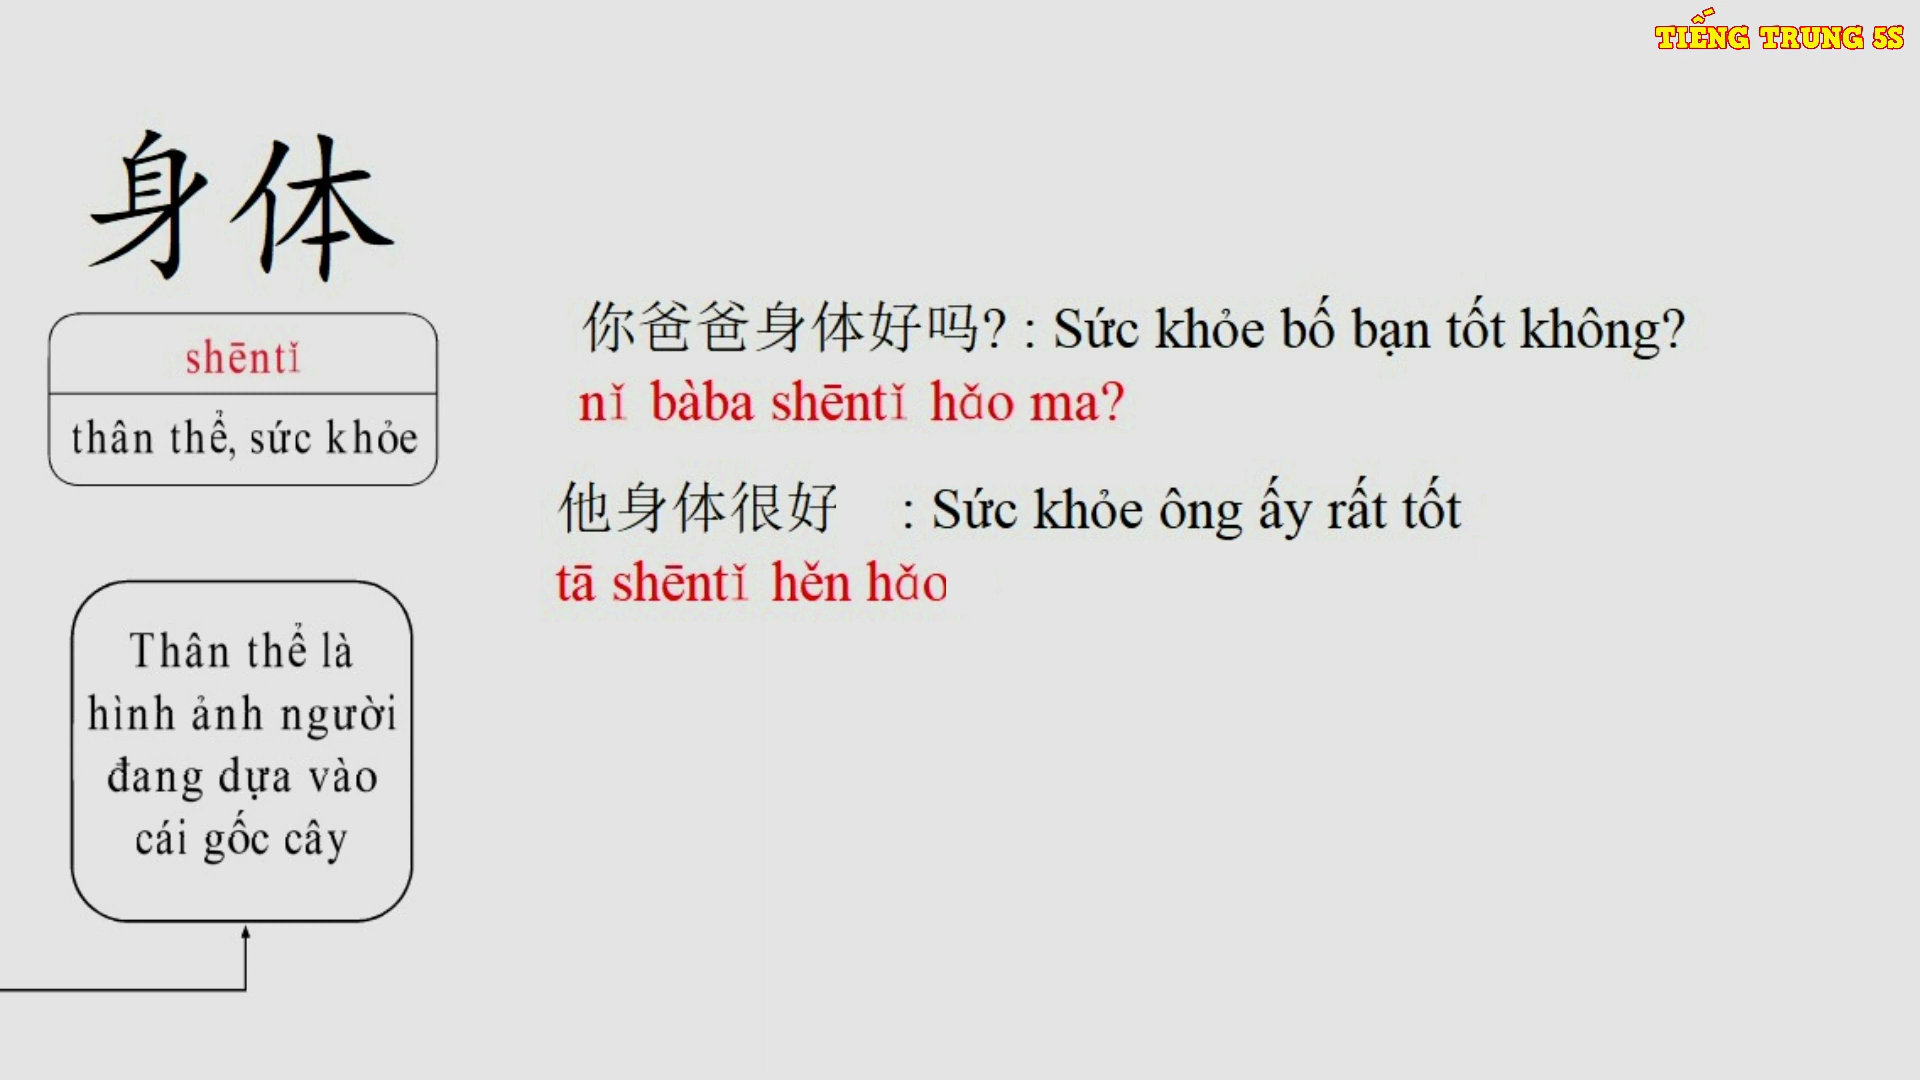 TIẾNG TRUNG 5S
身体
shēntǐ
thân thể, sức khỏe
你爸爸身体好吗? : Sức khỏe bố bạn tốt không?
nǐ bàba shēntǐ hǎo ma?
他身体很好 : Sức khỏe ông ấy rất tốt
tā shēntǐ hěn hǎo
Thân thể là
hình ảnh người
đang dựa vào
cái gốc cây